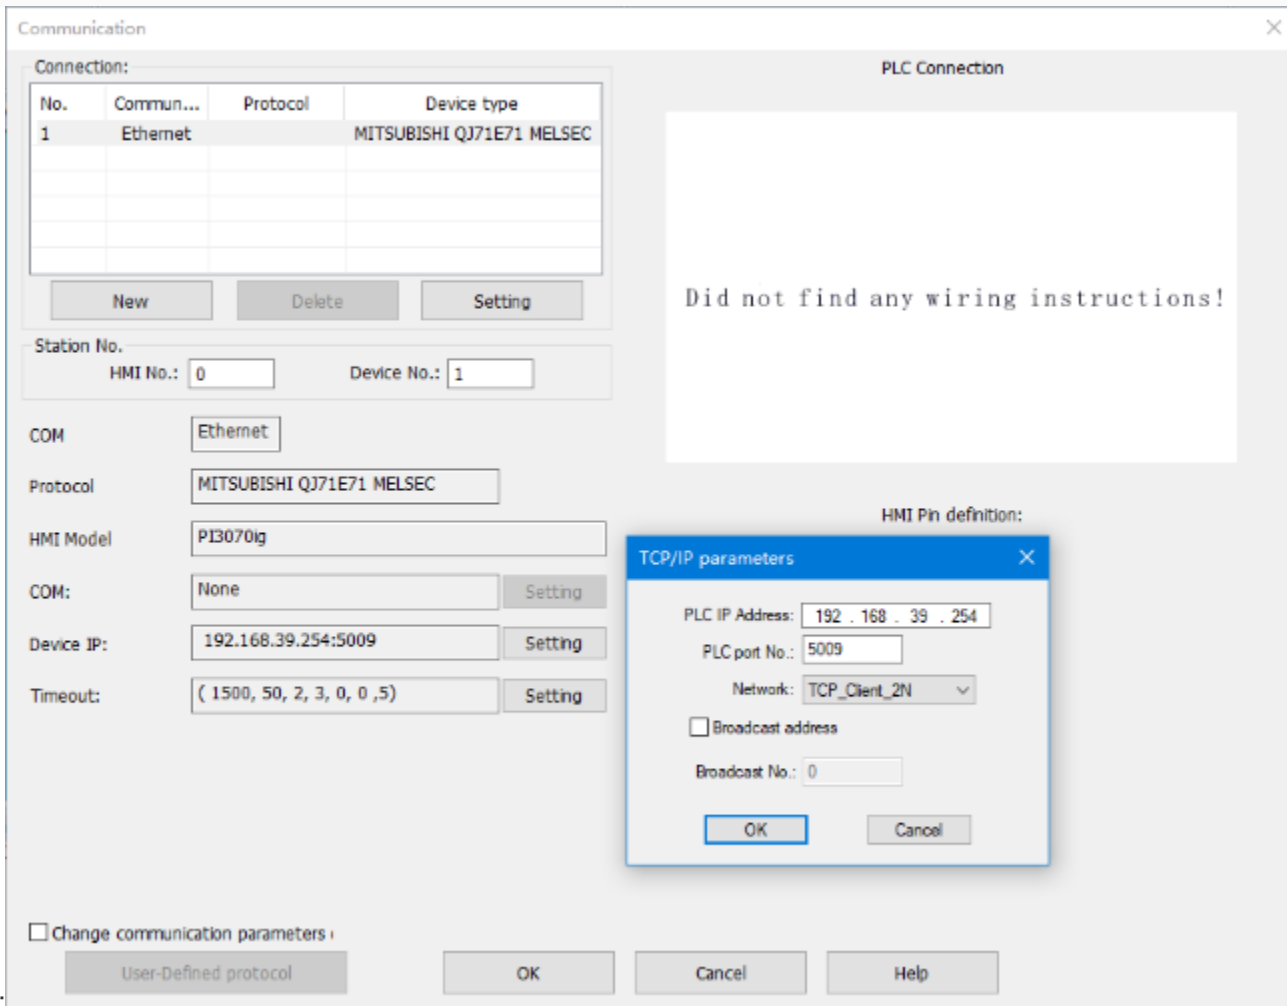 Communication
Connection:
No. Commun... Protocol Device type
1 Ethernet MITSUBISHI QJ71E71 MELSEC
New Delete Setting
Station No.
HMI No.: 0 Device No.: 1
COM Ethernet
Protocol MITSUBISHI QJ71E71 MELSEC
HMI Model PI3070ig
COM: None Setting
Device IP: 192.168.39.254:5009 Setting
Timeout: ( 1500, 50, 2, 3, 0, 0 ,5) Setting
PLC Connection
Did not find any wiring instructions!
HMI Pin definition:
TCP/IP parameters
PLC IP Address: 192 . 168 . 39 . 254
PLC port No.: 5009
Network: TCP_Client_2N
Broadcast address
Broadcast No.: 0
OK Cancel
Change communication parameters
User-Defined protocol OK Cancel Help